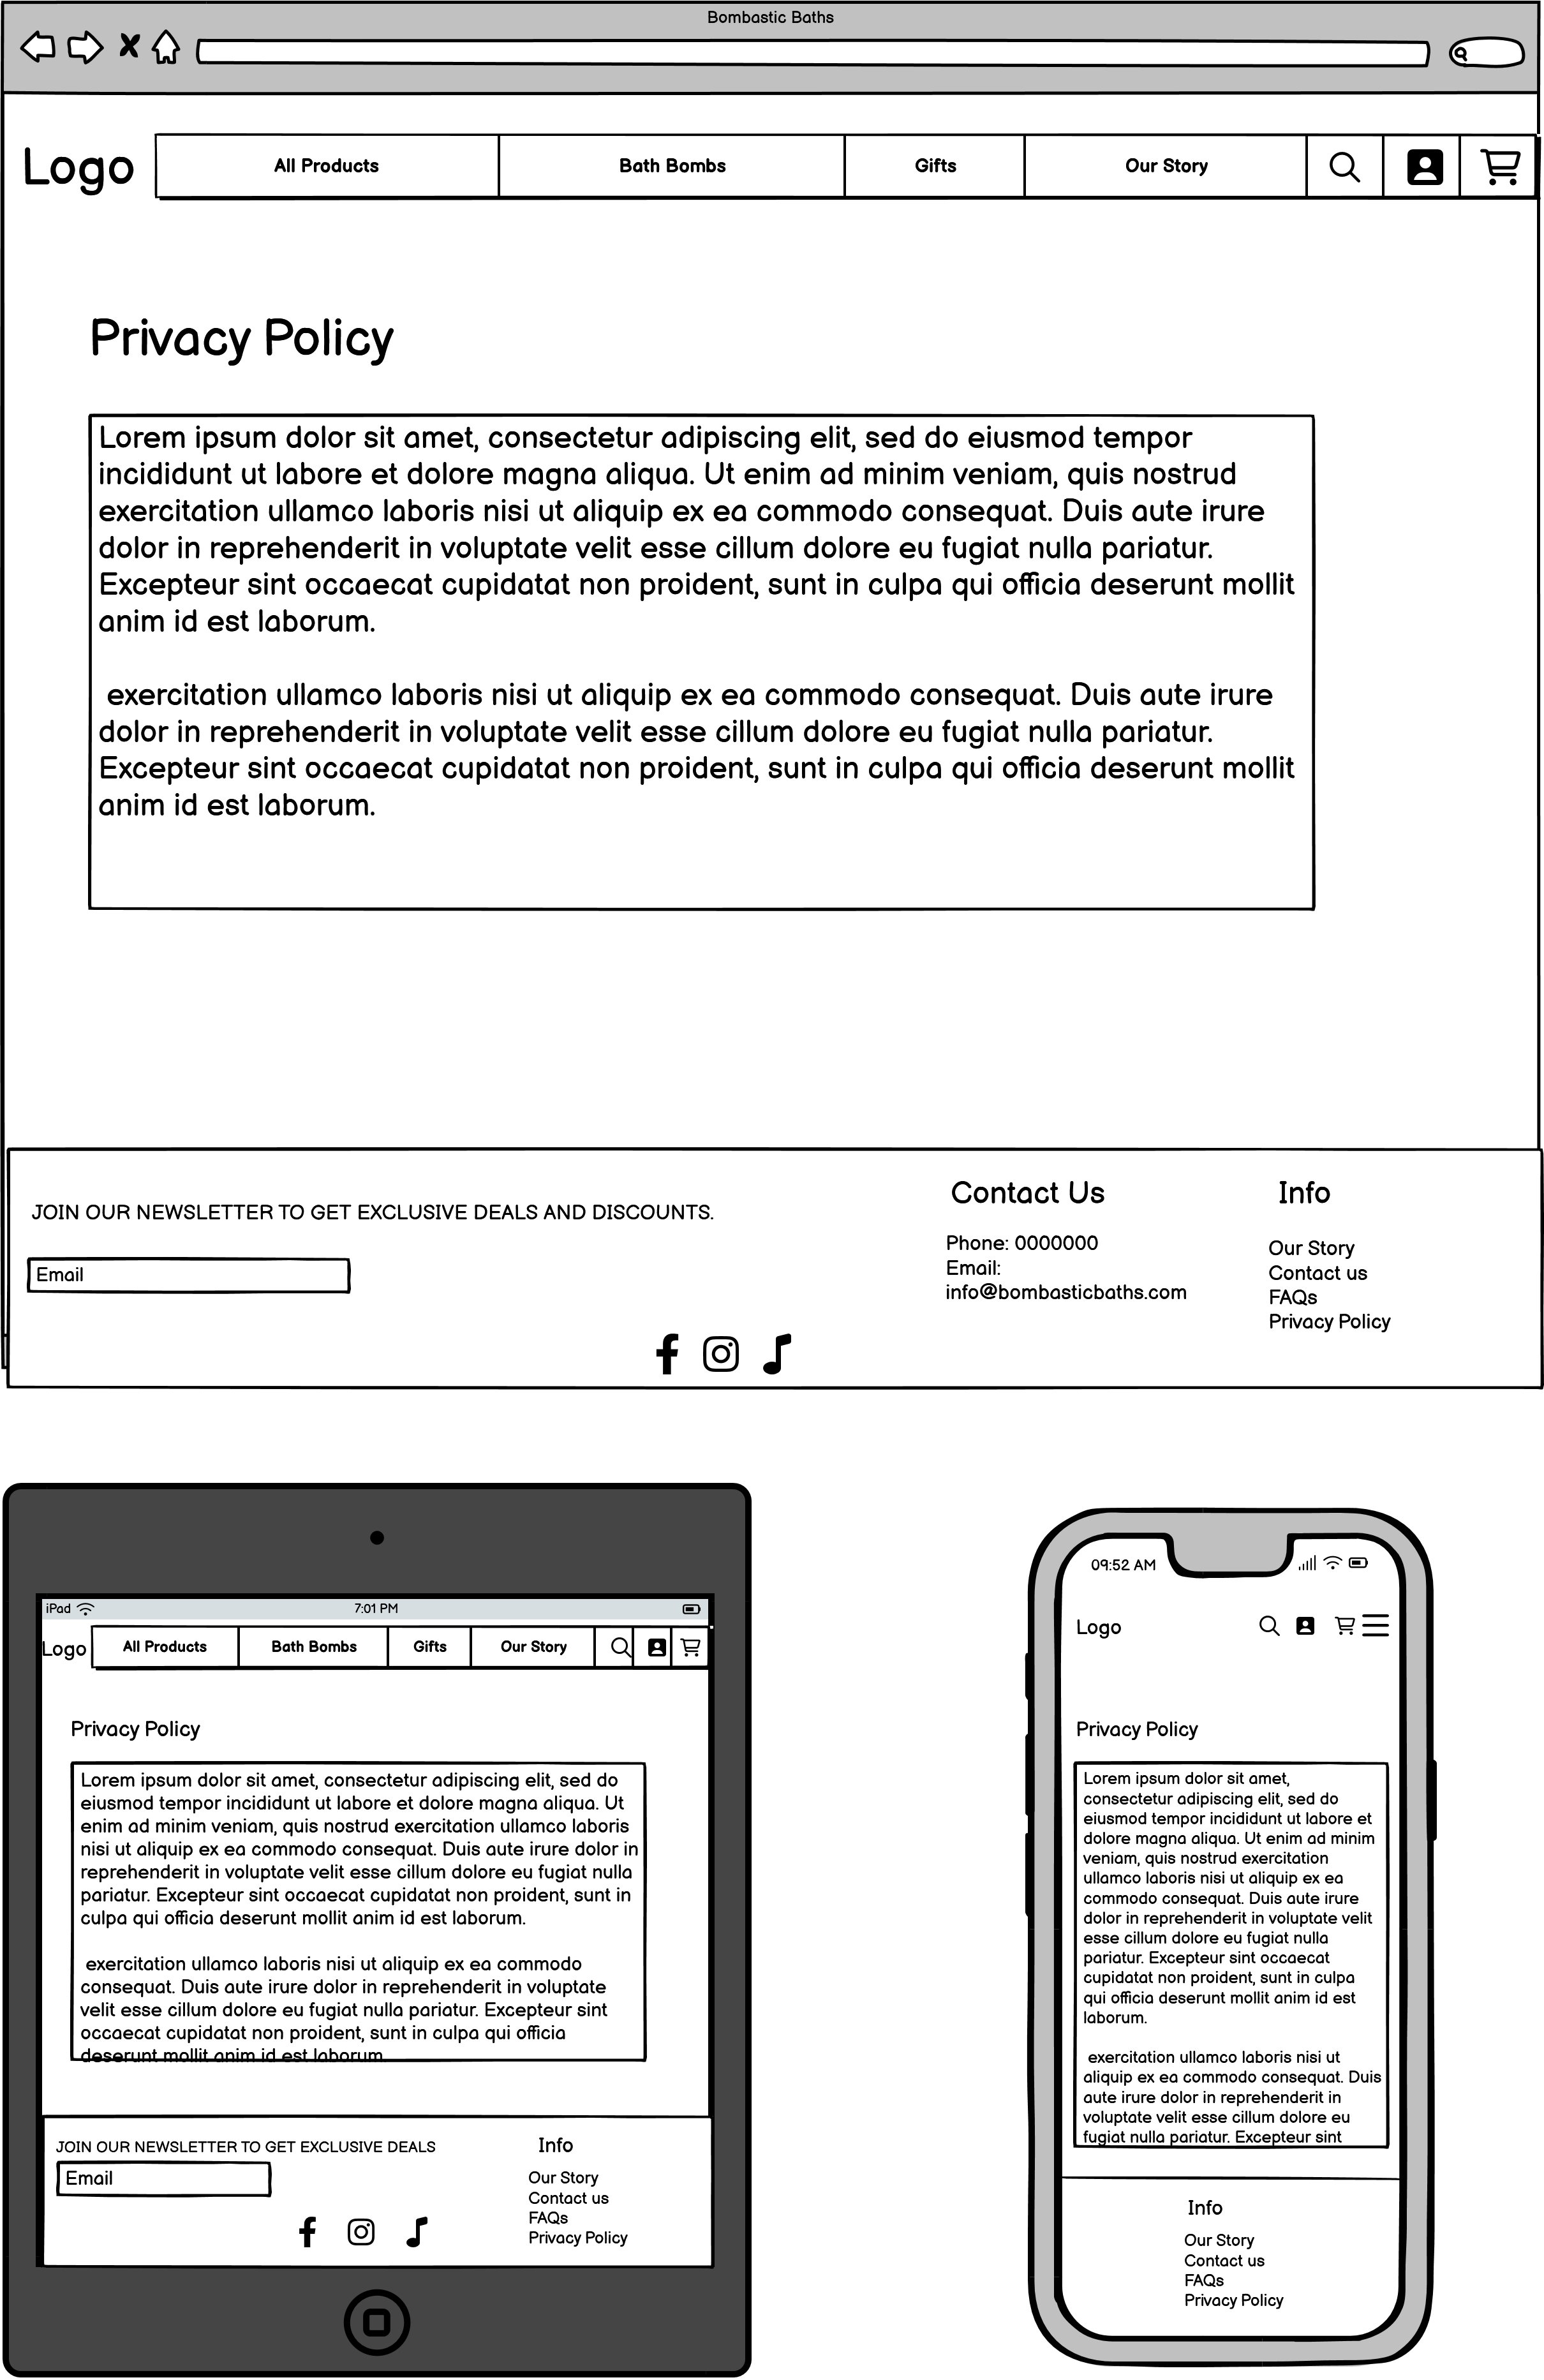 Bombastic Baths
Logo
All Products
Bath Bombs
Gifts
Our Story
Privacy Policy
Lorem ipsum dolor sit amet, consectetur adipiscing elit, sed do eiusmod tempor
incididunt ut labore et dolore magna aliqua. Ut enim ad minim veniam, quis nostrud
exercitation ullamco laboris nisi ut aliquip ex ea commodo consequat. Duis aute irure
dolor in reprehenderit in voluptate velit esse cillum dolore eu fugiat nulla pariatur.
Excepteur sint occaecat cupidatat non proident, sunt in culpa qui officia deserunt mollit
anim id est laborum.
exercitation ullamco laboris nisi ut aliquip ex ea commodo consequat. Duis aute irure
dolor in reprehenderit in voluptate velit esse cillum dolore eu fugiat nulla pariatur.
Excepteur sint occaecat cupidatat non proident, sunt in culpa qui officia deserunt mollit
anim id est laborum.
JOIN OUR NEWSLETTER TO GET EXCLUSIVE DEALS AND DISCOUNTS.
Email
Contact Us
Phone: 0000000
Email:
info@bombasticbaths.com
Info
Our Story
Contact us
FAQs
Privacy Policy
iPad
7:01 PM
Logo
All Products
Bath Bombs
Gifts
Our Story
Privacy Policy
Lorem ipsum dolor sit amet, consectetur adipiscing elit, sed do
eiusmod tempor incididunt ut labore et dolore magna aliqua. Ut
enim ad minim veniam, quis nostrud exercitation ullamco laboris
nisi ut aliquip ex ea commodo consequat. Duis aute irure dolor in
reprehenderit in voluptate velit esse cillum dolore eu fugiat nulla
pariatur. Excepteur sint occaecat cupidatat non proident, sunt in
culpa qui officia deserunt mollit anim id est laborum.
exercitation ullamco laboris nisi ut aliquip ex ea commodo
consequat. Duis aute irure dolor in reprehenderit in voluptate
velit esse cillum dolore eu fugiat nulla pariatur. Excepteur sint
occaecat cupidatat non proident, sunt in culpa qui officia
deserunt mollit anim id est laborum.
JOIN OUR NEWSLETTER TO GET EXCLUSIVE DEALS
Email
Info
Our Story
Contact us
FAQs
Privacy Policy
09:52 AM
Logo
Privacy Policy
Lorem ipsum dolor sit amet,
consectetur adipiscing elit, sed do
eiusmod tempor incididunt ut labore et
dolore magna aliqua. Ut enim ad minim
veniam, quis nostrud exercitation
ullamco laboris nisi ut aliquip ex ea
commodo consequat. Duis aute irure
dolor in reprehenderit in voluptate velit
esse cillum dolore eu fugiat nulla
pariatur. Excepteur sint occaecat
cupidatat non proident, sunt in culpa
qui officia deserunt mollit anim id est
laborum.
exercitation ullamco laboris nisi ut
aliquip ex ea commodo consequat. Duis
aute irure dolor in reprehenderit in
voluptate velit esse cillum dolore eu
fugiat nulla pariatur. Excepteur sint
Info
Our Story
Contact us
FAQs
Privacy Policy